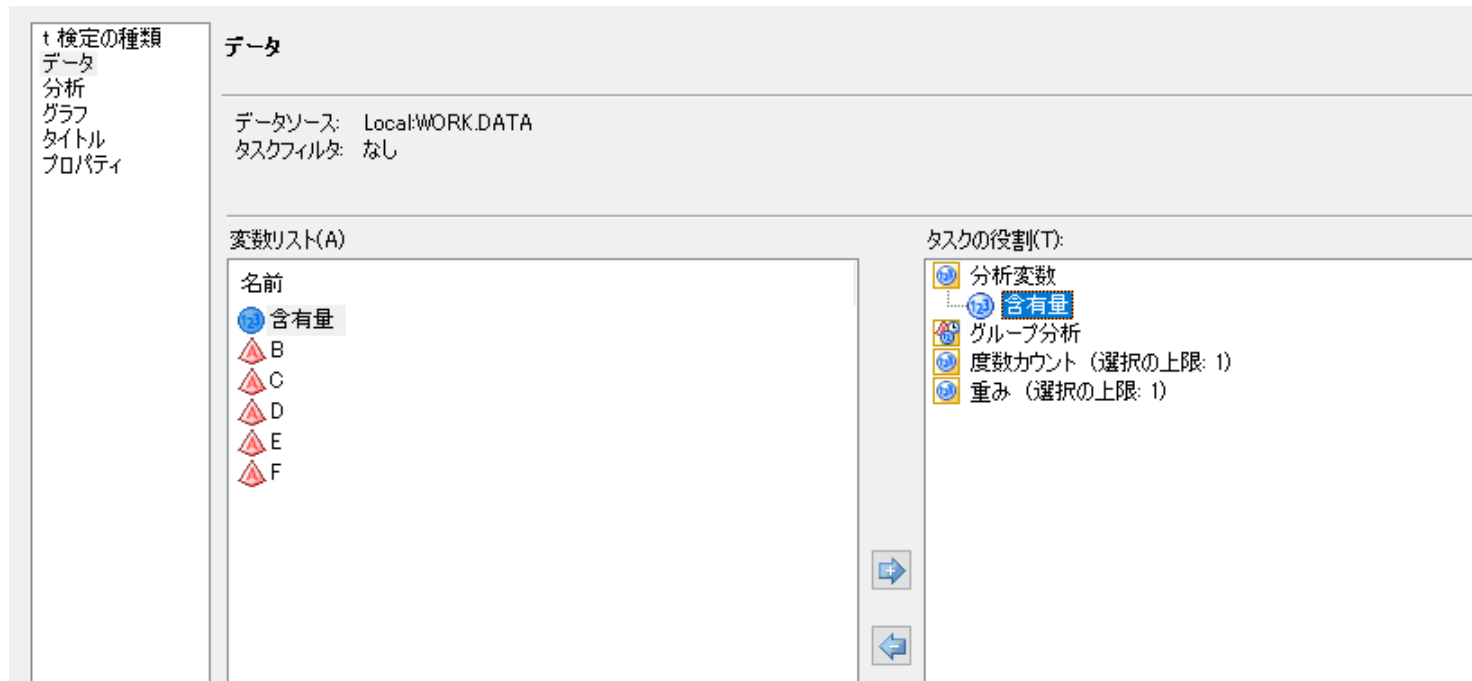 t 検定の種類
データ
分析
グラフ
タイトル
プロパティ
データ
データソース: Local:WORK.DATA
タスクフィルタ: なし
変数リスト(A)
名前
含有量
B
C
D
E
F
タスクの役割(T):
分析変数
含有量
グループ分析
度数カウント (選択の上限: 1)
重み (選択の上限: 1)